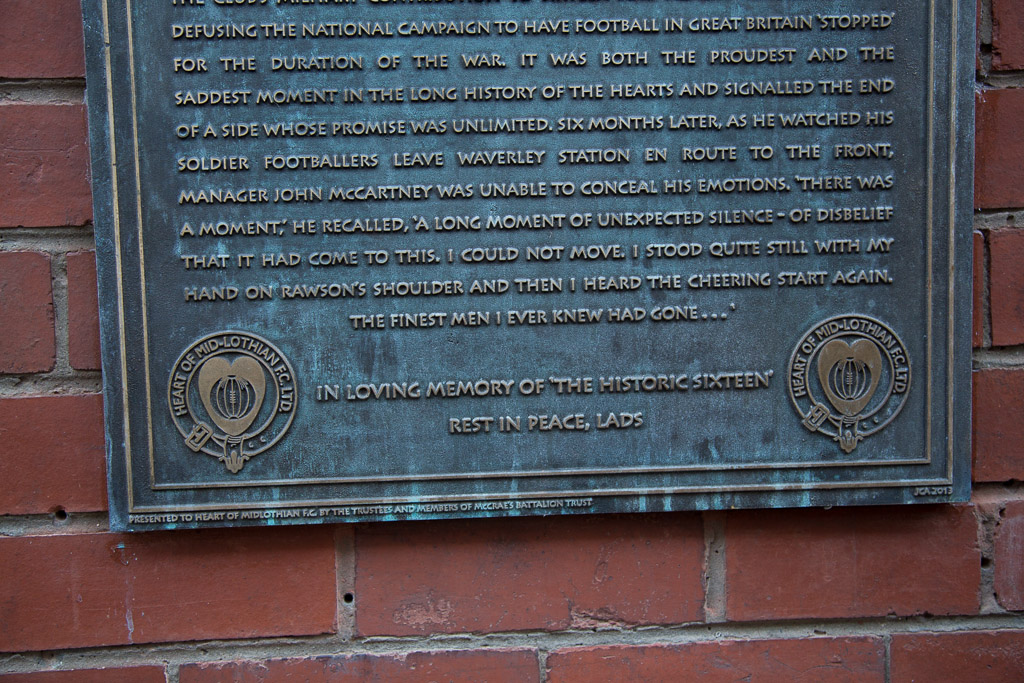 THE CLUB'S MILITARY
DEFUSING THE NATIONAL CAMPAIGN TO HAVE FOOTBALL IN GREAT BRITAIN 'STOPPED'
FOR THE DURATION OF THE WAR. IT WAS BOTH THE PROUDEST AND THE
SADDEST MOMENT IN THE LONG HISTORY OF THE HEARTS AND SIGNALLED THE END
OF A SIDE WHOSE PROMISE WAS UNLIMITED. SIX MONTHS LATER, AS HE WATCHED HIS
SOLDIER FOOTBALLERS LEAVE WAVERLEY STATION EN ROUTE TO THE FRONT,
MANAGER JOHN McCARTNEY WAS UNABLE TO CONCEAL HIS EMOTIONS. 'THERE WAS
A MOMENT,' HE RECALLED, 'A LONG MOMENT OF UNEXPECTED SILENCE - OF DISBELIEF
THAT IT HAD COME TO THIS. I COULD NOT MOVE. I STOOD QUITE STILL WITH MY
HAND ON RAWSON'S SHOULDER AND THEN I HEARD THE CHEERING START AGAIN.
THE FINEST MEN I EVER KNEW HAD GONE . . . '
HEART OF MID-LOTHIAN F.C. LTD.
HEART OF MID-LOTHIAN F.C. LTD.
IN LOVING MEMORY OF 'THE HISTORIC SIXTEEN'
REST IN PEACE, LADS
JCA 2013
PRESENTED TO HEART OF MIDLOTHIAN F.C. BY THE TRUSTEES AND MEMBERS OF McCRAE'S BATTALION TRUST